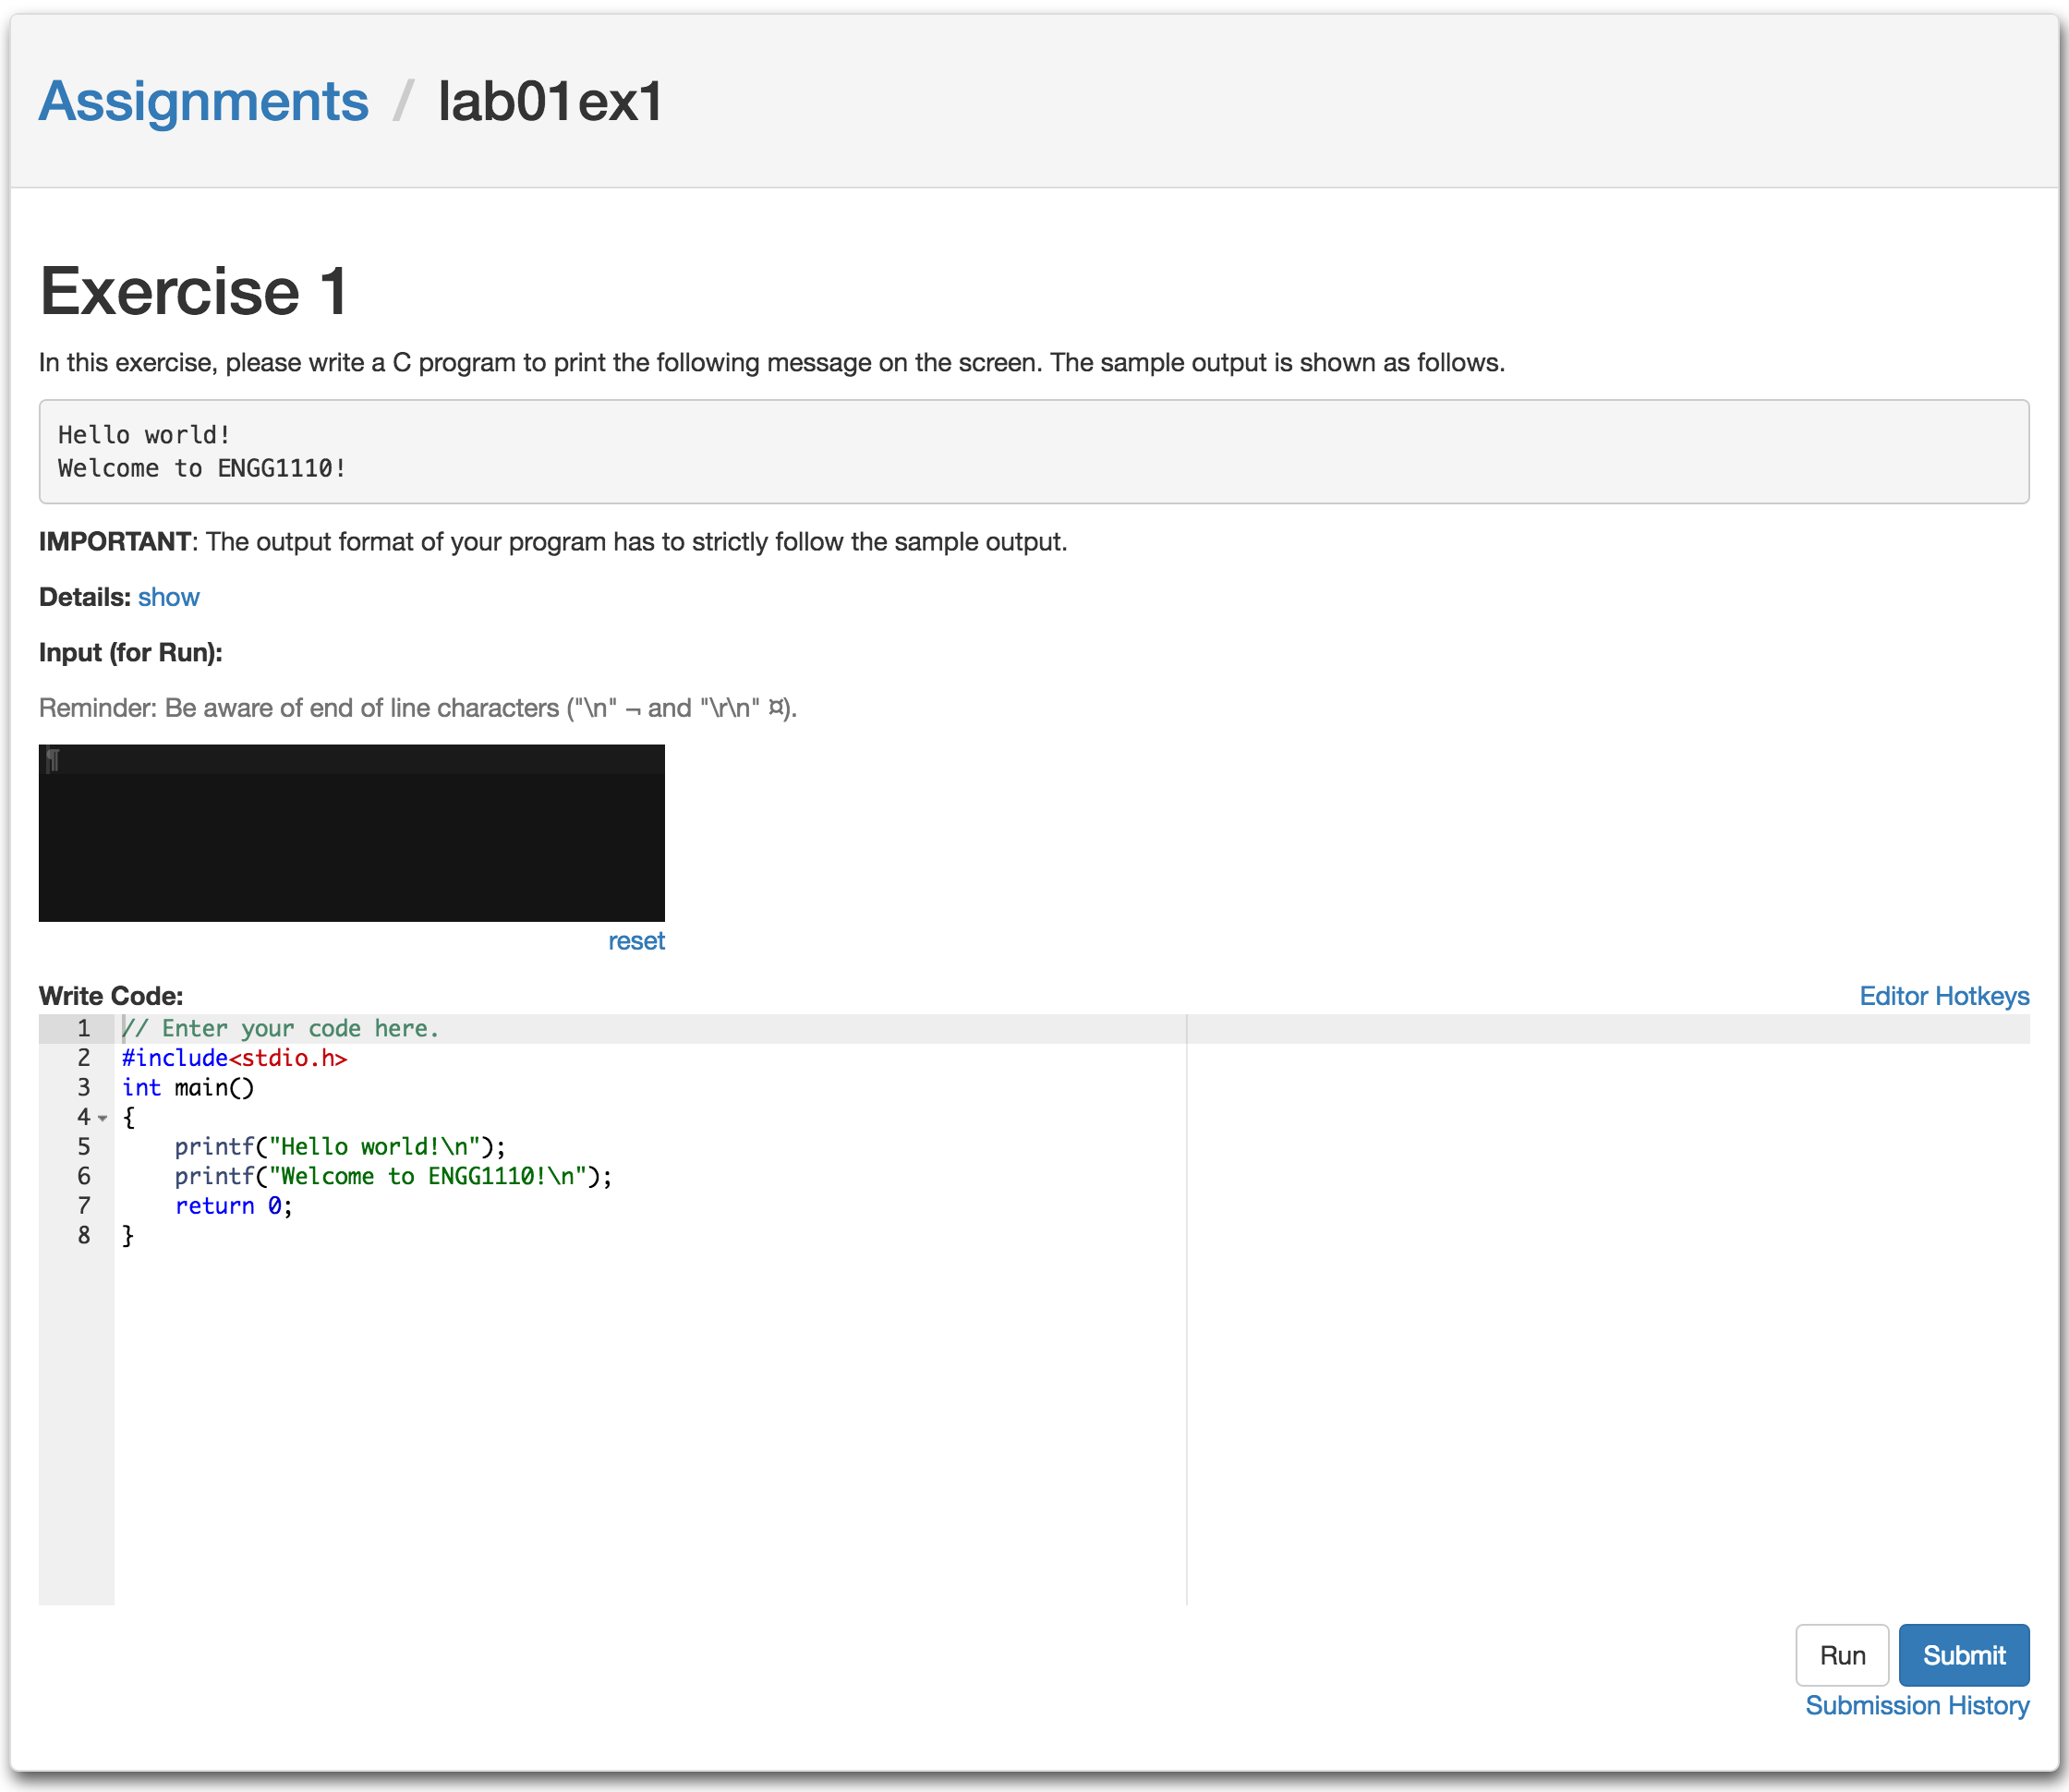 Assignments / lab01ex1
Exercise 1
In this exercise, please write a C program to print the following message on the screen. The sample output is shown as follows.
Hello world!
Welcome to ENGG1110!
IMPORTANT: The output format of your program has to strictly follow the sample output.
Details: show
Input (for Run):
Reminder: Be aware of end of line characters ("\n" ¬ and "\r\n" ¤).
¶
reset
Write Code:
Editor Hotkeys
1 // Enter your code here.
2 #include<stdio.h>
3 int main()
4 {
5     printf("Hello world!\n");
6     printf("Welcome to ENGG1110!\n");
7     return 0;
8 }
Run Submit
Submission History